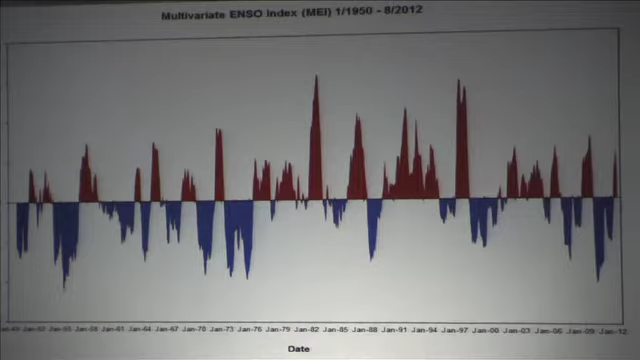 Multivariate ENSO Index (MEI) 1/1950 - 8/2012
Jan-55 Jan-58 Jan-61 Jan-64 Jan-67 Jan-70 Jan-73 Jan-76 Jan-79 Jan-82 Jan-85 Jan-88 Jan-91 Jan-94 Jan-97 Jan-00 Jan-03 Jan-06 Jan-09 Jan-12
Date